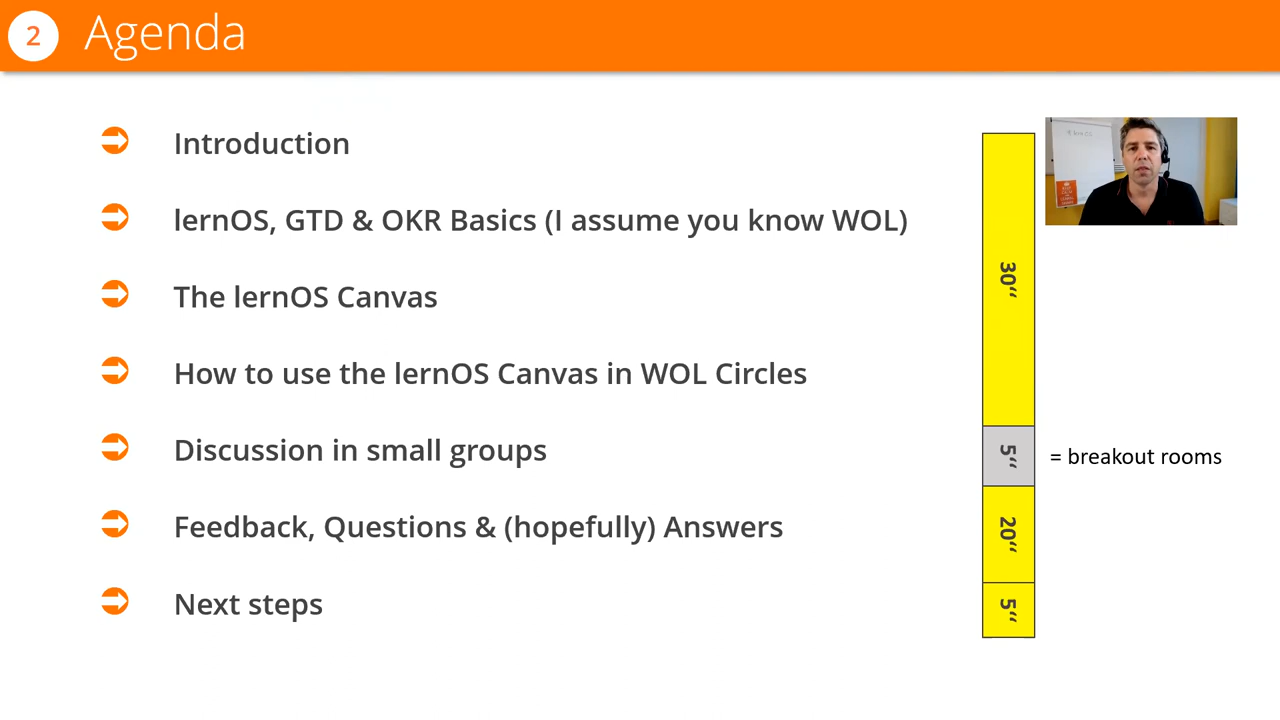 2 Agenda
Introduction
lernOS, GTD & OKR Basics (I assume you know WOL)
The lernOS Canvas
How to use the lernOS Canvas in WOL Circles
Discussion in small groups
Feedback, Questions & (hopefully) Answers
Next steps
30“
5“
= breakout rooms
20“
5“